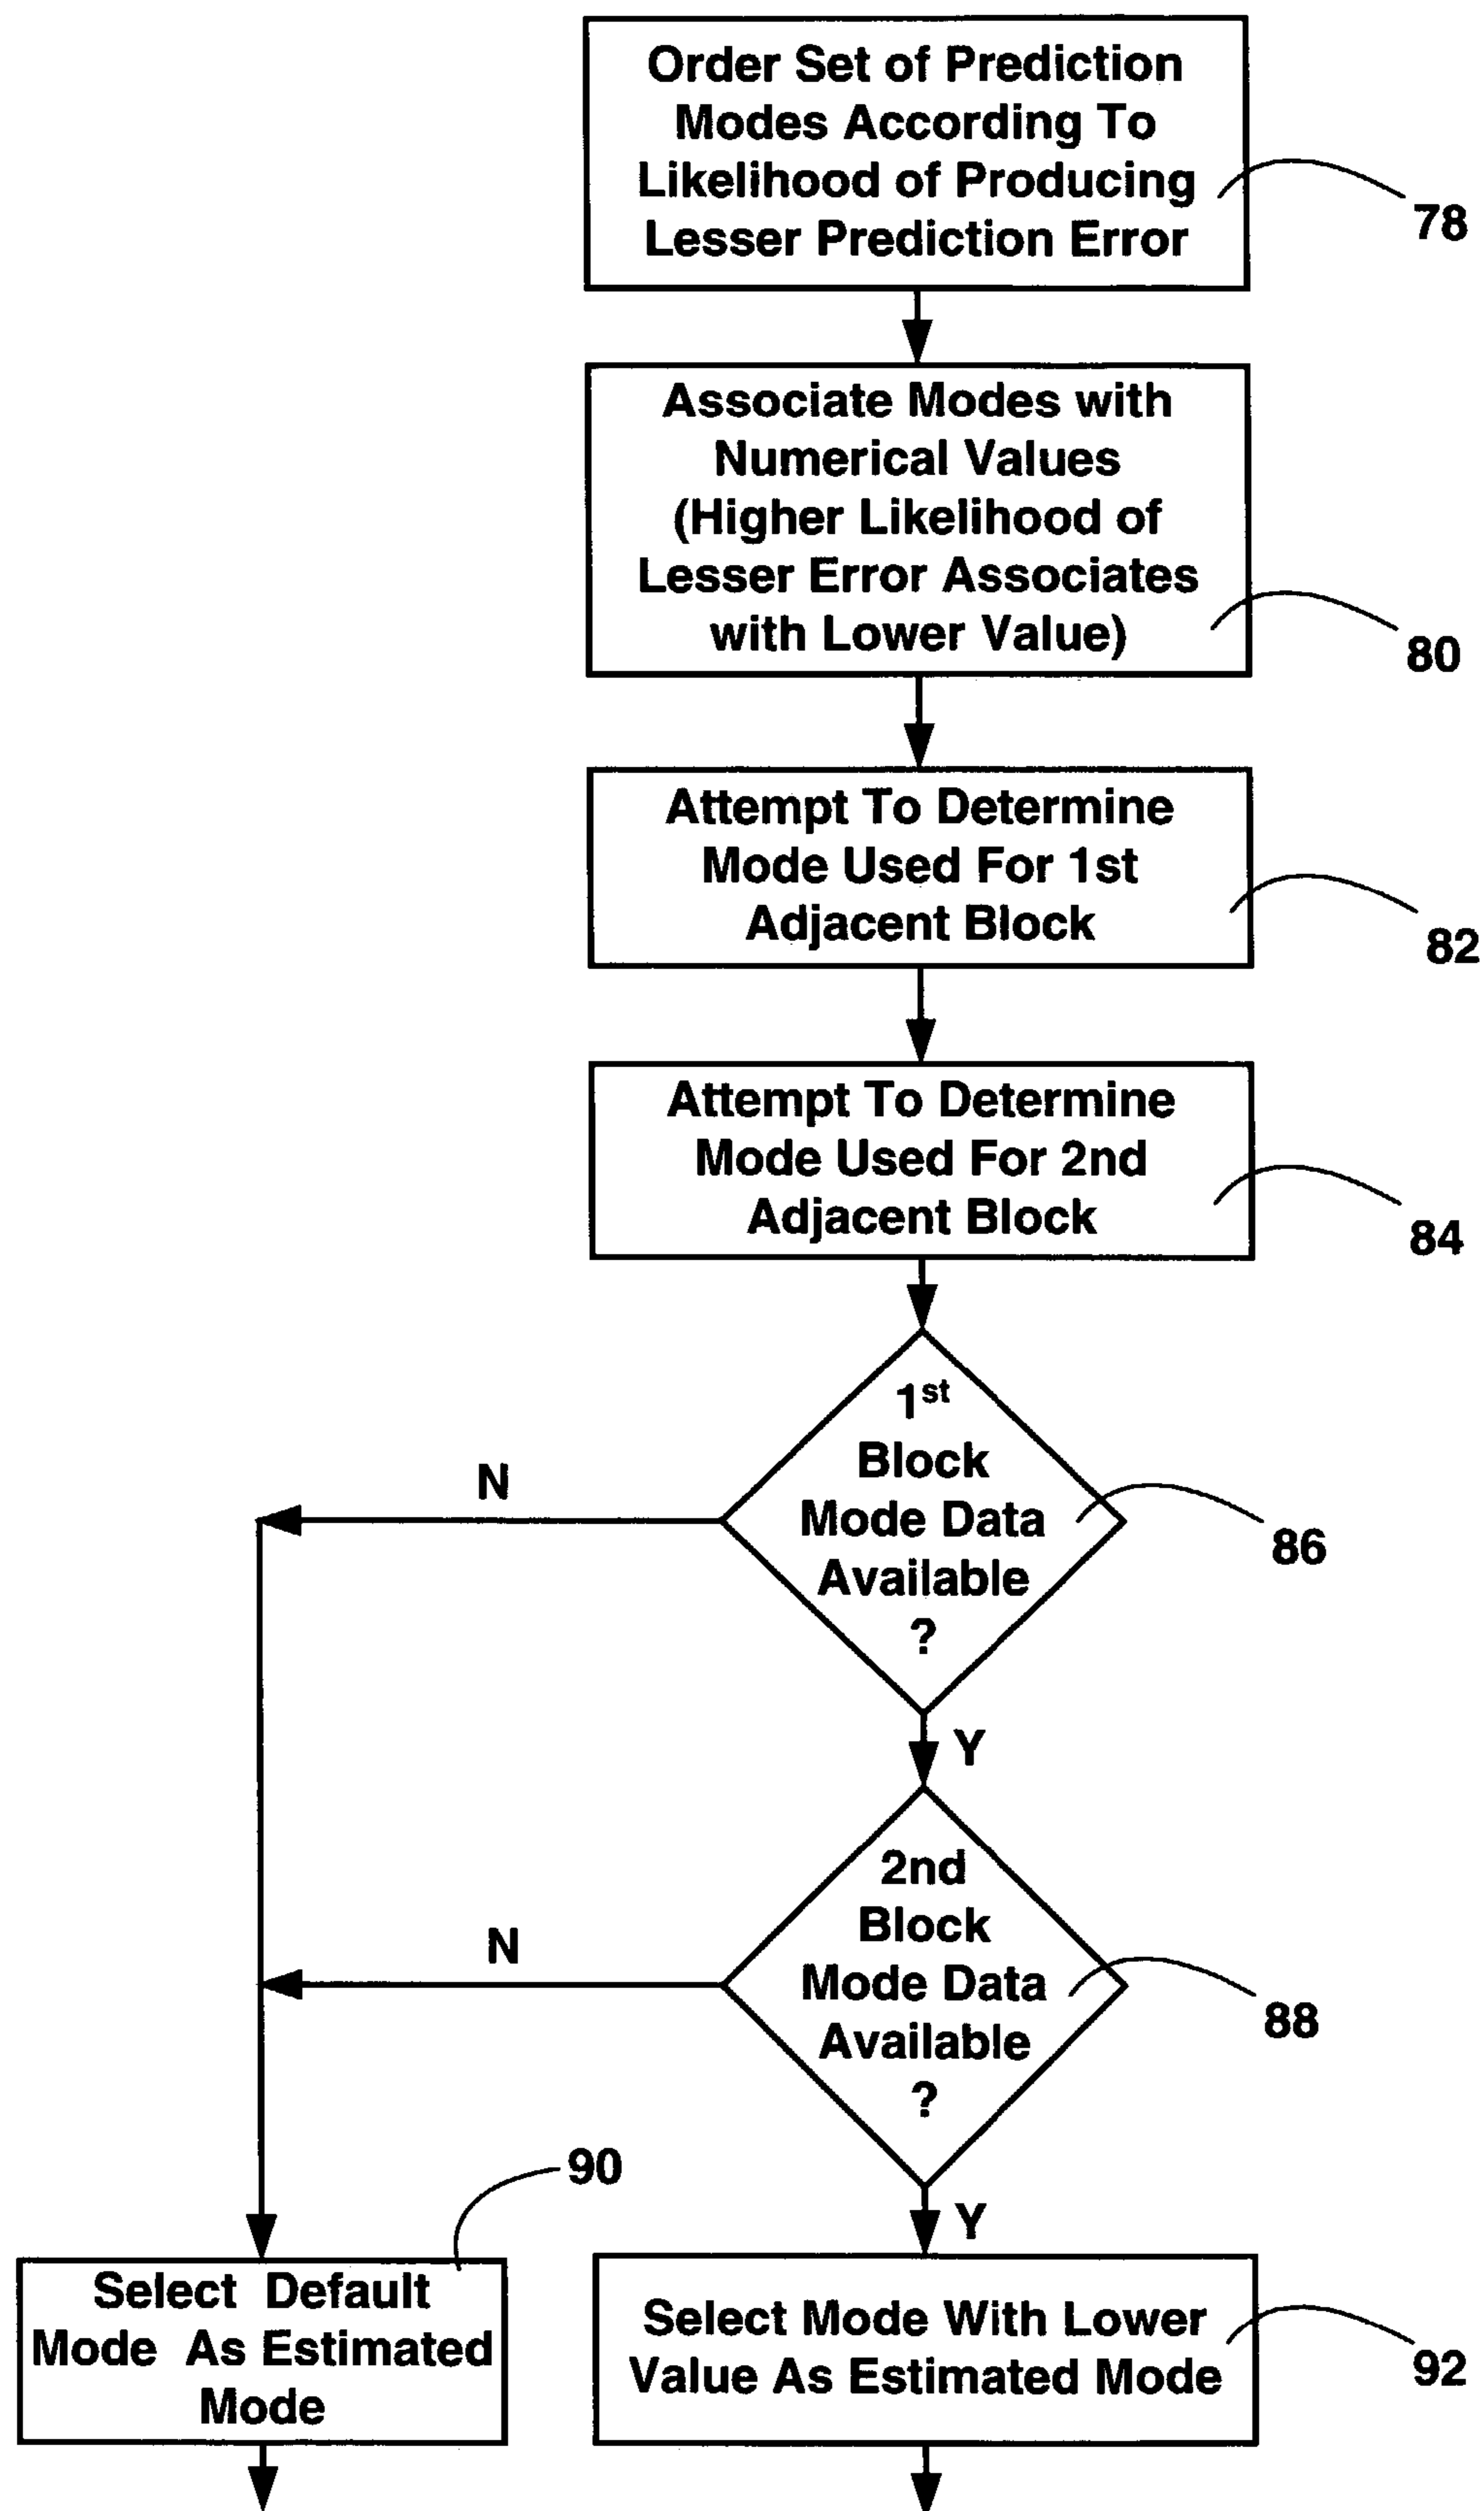 Order Set of Prediction
Modes According To
Likelihood of Producing
Lesser Prediction Error
78
Associate Modes with
Numerical Values
(Higher Likelihood of
Lesser Error Associates
with Lower Value)
80
Attempt To Determine
Mode Used For 1st
Adjacent Block
82
Attempt To Determine
Mode Used For 2nd
Adjacent Block
84
1st
Block
Mode Data
Available
?
N
86
Y
2nd
Block
Mode Data
Available
?
N
88
Y
90
Select Default
Mode As Estimated
Mode
Select Mode With Lower
Value As Estimated Mode
92